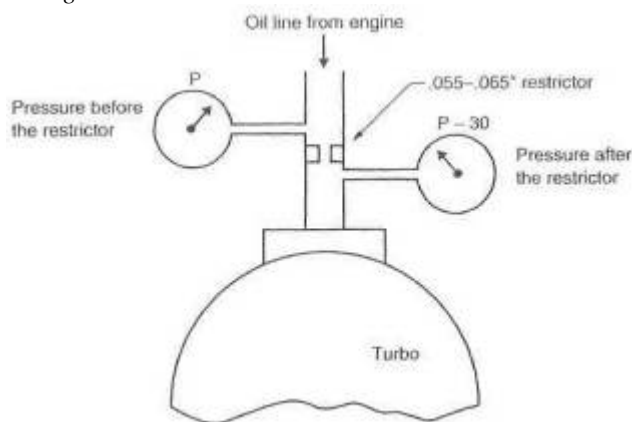 Oil line from engine
P
.055–.065" restrictor
Pressure before
the restrictor
P – 30
Pressure after
the restrictor
Turbo